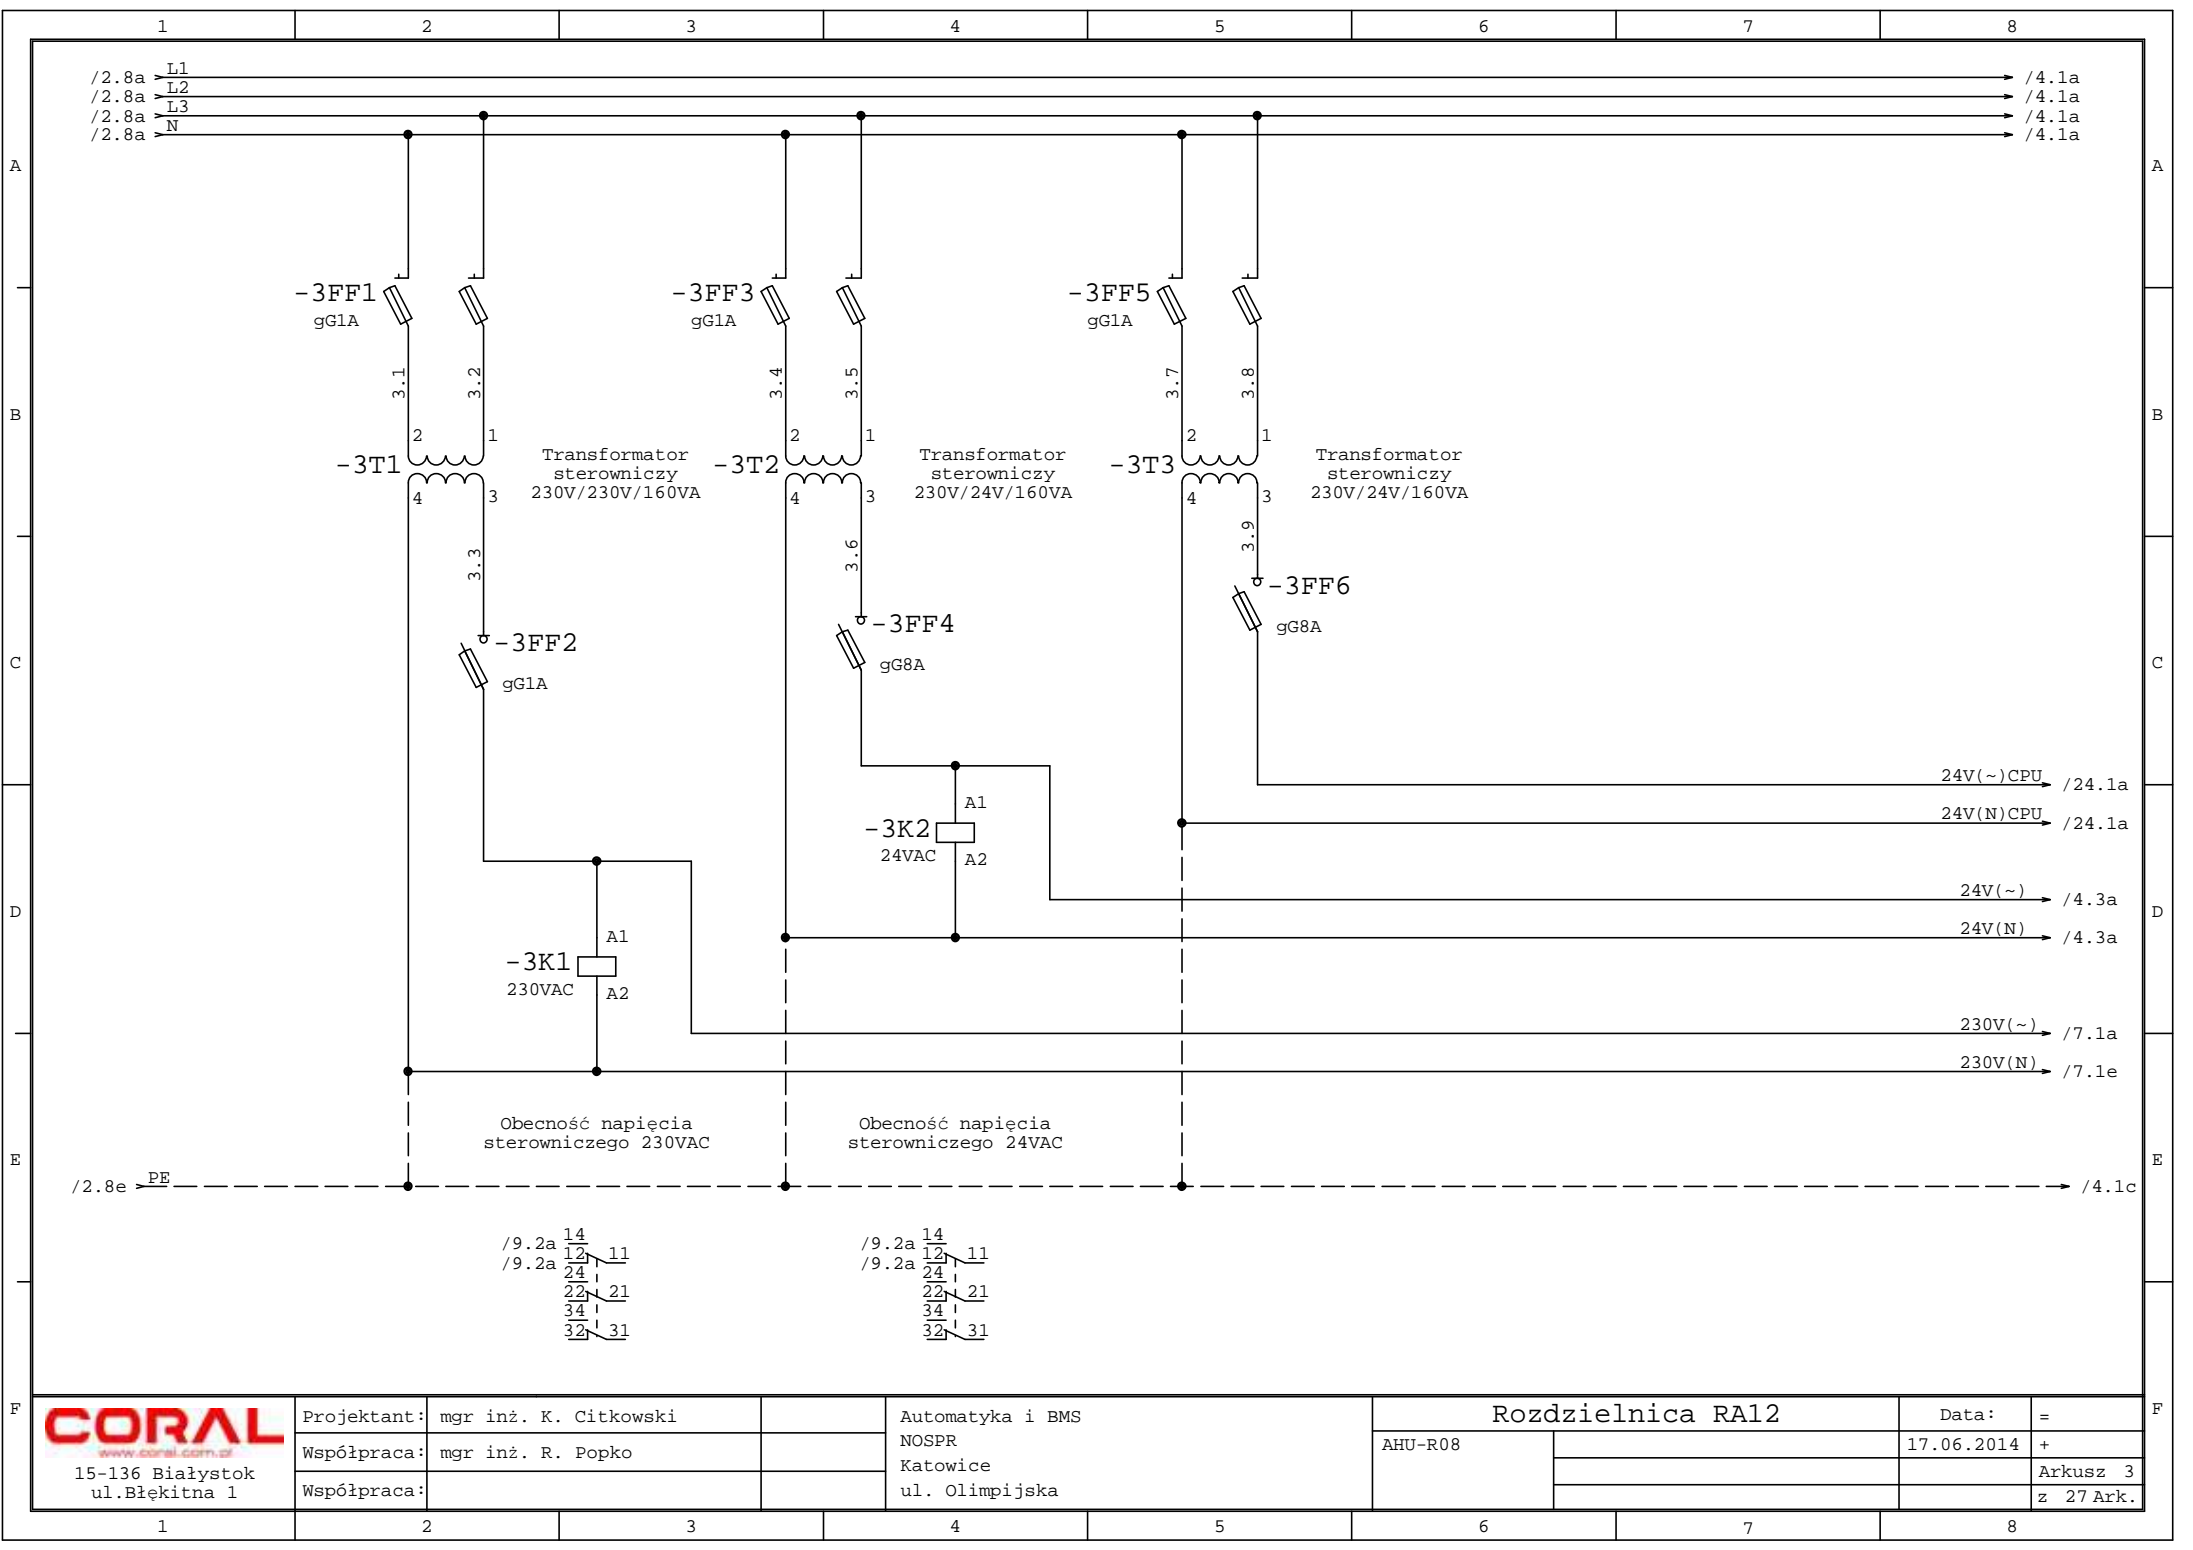 1 2 3 4 5 6 7 8
/2.8a L1 /4.1a
/2.8a L2 /4.1a
/2.8a L3 /4.1a
/2.8a N /4.1a
A A
-3FF1 -3FF3 -3FF5
gG1A gG1A gG1A
3.1 3.2 3.4 3.5 3.7 3.8
B B
2 1 2 1 2 1
-3T1 Transformator -3T2 Transformator -3T3 Transformator
sterowniczy sterowniczy sterowniczy
230V/230V/160VA 230V/24V/160VA 230V/24V/160VA
4 3 4 3 4 3
3.3 3.6 3.9
-3FF6
-3FF4 gG8A
-3FF2
C gG8A C
gG1A
24V(~)CPU /24.1a
A1 24V(N)CPU /24.1a
-3K2
24VAC A2
24V(~) /4.3a
D D
A1 24V(N) /4.3a
-3K1
230VAC A2
230V(~) /7.1a
230V(N) /7.1e
Obecność napięcia Obecność napięcia
sterowniczego 230VAC sterowniczego 24VAC
E E
/2.8e PE /4.1c
/9.2a 14 /9.2a 14
/9.2a 12 11 /9.2a 12 11
24 24
22 21 22 21
34 34
32 31 32 31
F F
CORAL
www.coral.com.pl
15-136 Białystok
ul.Błękitna 1
Projektant: mgr inż. K. Citkowski
Współpraca: mgr inż. R. Popko
Współpraca:
Automatyka i BMS
NOSPR
Katowice
ul. Olimpijska
Rozdzielnica RA12
AHU-R08
Data: =
17.06.2014 +
Arkusz 3
z 27 Ark.
1 2 3 4 5 6 7 8